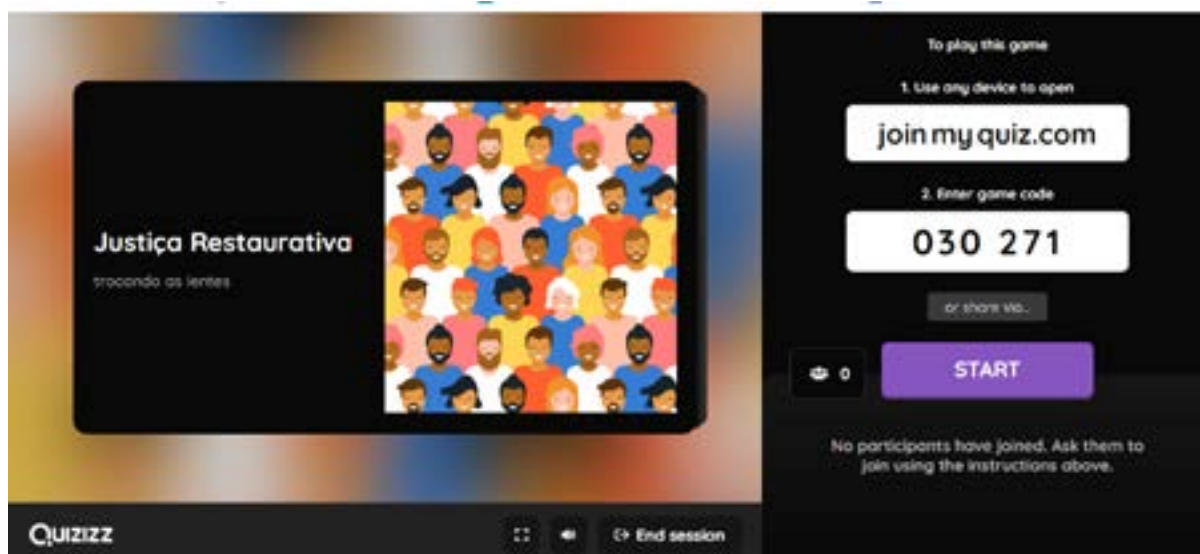 Justiça Restaurativa
trocando as lentes
To play this game
1. Use any device to open
joinmyquiz.com
2. Enter game code
030 271
or share via..
0
START
No participants have joined. Ask them to
join using the instructions above.
Quizizz
End session